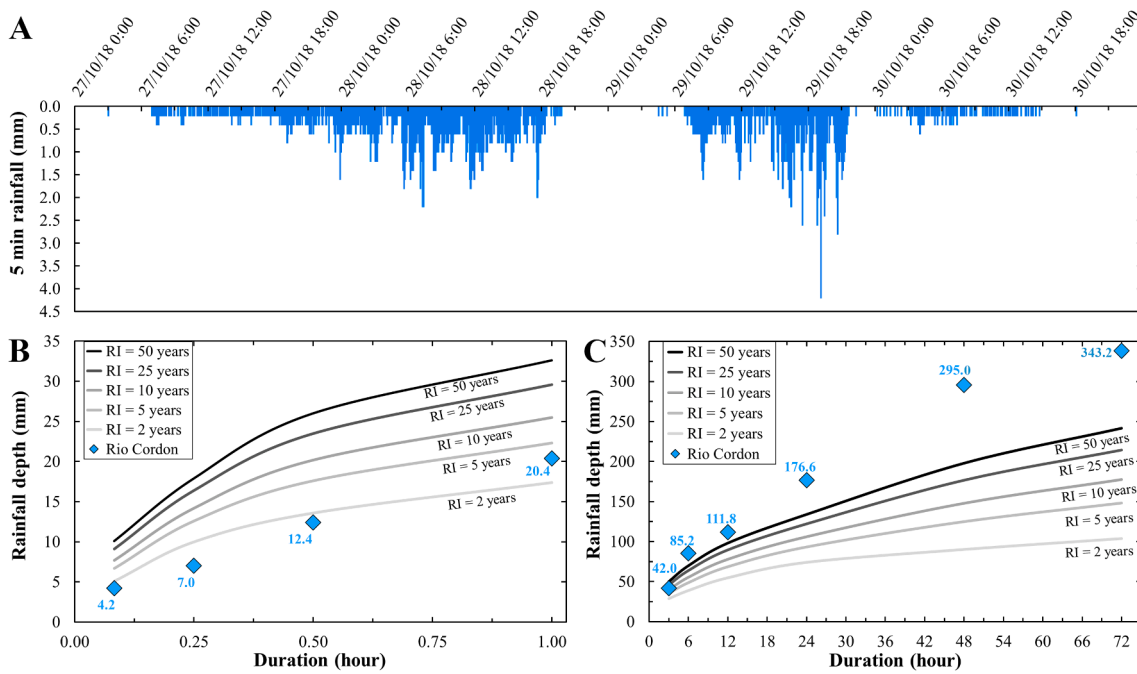 A
27/10/18 0:00
27/10/18 6:00
27/10/18 12:00
27/10/18 18:00
28/10/18 0:00
28/10/18 6:00
28/10/18 12:00
28/10/18 18:00
29/10/18 0:00
29/10/18 6:00
29/10/18 12:00
29/10/18 18:00
30/10/18 0:00
30/10/18 6:00
30/10/18 12:00
30/10/18 18:00
5 min rainfall (mm)
0.0
0.5
1.0
1.5
2.0
2.5
3.0
3.5
4.0
4.5
B
RI = 50 years
RI = 25 years
RI = 10 years
RI = 5 years
RI = 2 years
Rio Cordon
Rainfall depth (mm)
35
30
25
20
15
10
5
0
RI = 50 years
RI = 25 years
RI = 10 years
RI = 5 years
RI = 2 years
4.2
7.0
12.4
20.4
0.00
0.25
0.50
0.75
1.00
Duration (hour)
C
RI = 50 years
RI = 25 years
RI = 10 years
RI = 5 years
RI = 2 years
Rio Cordon
Rainfall depth (mm)
350
300
250
200
150
100
50
0
343.2
295.0
176.6
111.8
85.2
42.0
RI = 50 years
RI = 25 years
RI = 10 years
RI = 5 years
RI = 2 years
0
6
12
18
24
30
36
42
48
54
60
66
72
Duration (hour)